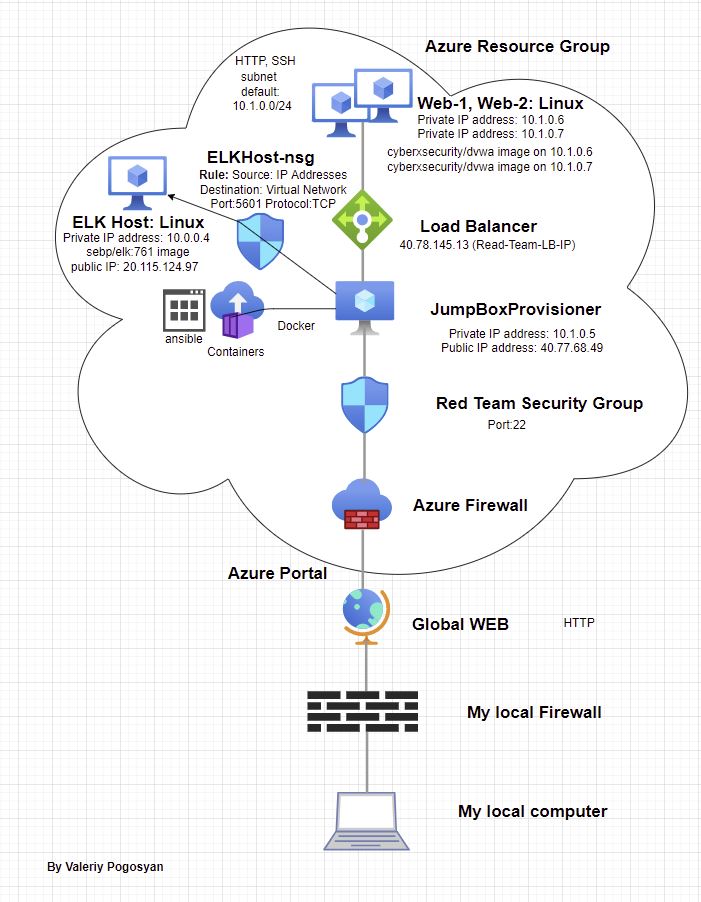 Azure Resource Group
HTTP, SSH
subnet
default:
10.1.0.0/24
Web-1, Web-2: Linux
Private IP address: 10.1.0.6
Private IP address: 10.1.0.7
cyberxsecurity/dvwa image on 10.1.0.6
cyberxsecurity/dvwa image on 10.1.0.7
ELKHost-nsg
Rule: Source: IP Addresses
Destination: Virtual Network
Port:5601 Protocol:TCP
ELK Host: Linux
Private IP address: 10.0.0.4
sebp/elk:761 image
public IP: 20.115.124.97
Load Balancer
40.78.145.13 (Read-Team-LB-IP)
JumpBoxProvisioner
Private IP address: 10.1.0.5
Public IP address: 40.77.68.49
Docker
ansible
Containers
Red Team Security Group
Port:22
Azure Firewall
Azure Portal
Global WEB
HTTP
My local Firewall
My local computer
By Valeriy Pogosyan